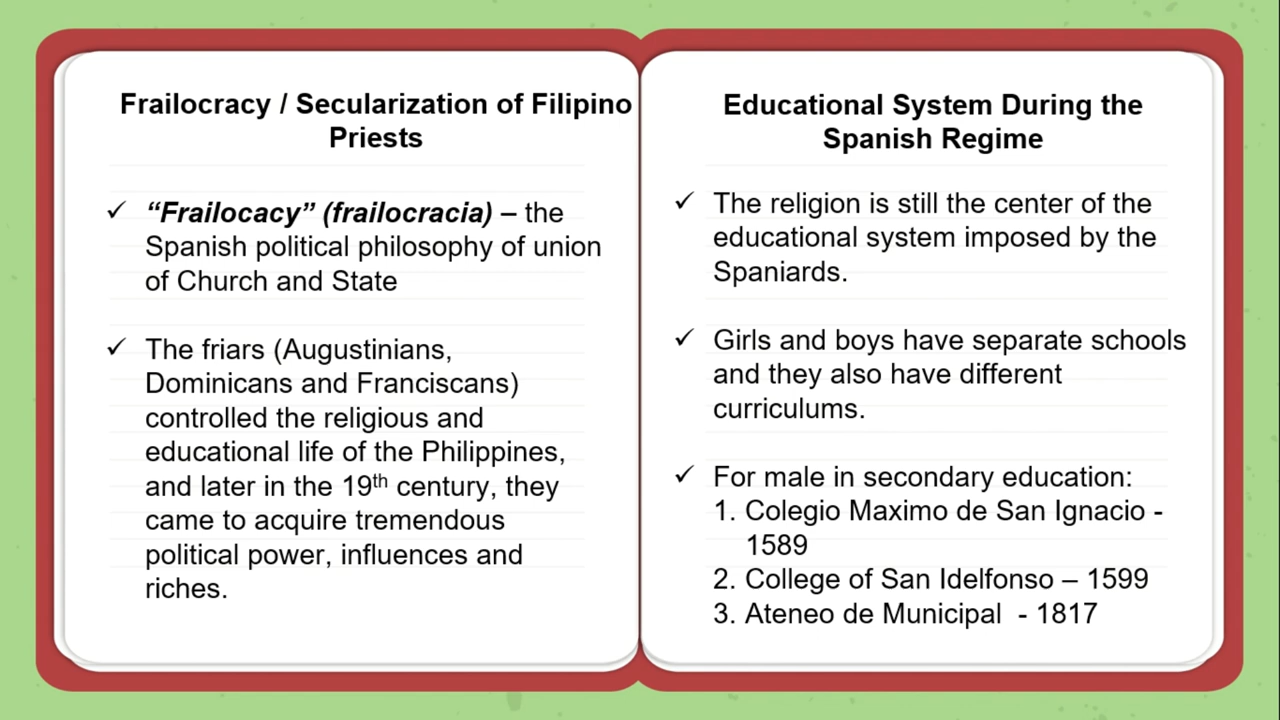 Frailocracy / Secularization of Filipino
Priests
✓ “Frailocacy” (frailocracia) – the
Spanish political philosophy of union
of Church and State
✓ The friars (Augustinians,
Dominicans and Franciscans)
controlled the religious and
educational life of the Philippines,
and later in the 19th century, they
came to acquire tremendous
political power, influences and
riches.
Educational System During the
Spanish Regime
✓ The religion is still the center of the
educational system imposed by the
Spaniards.
✓ Girls and boys have separate schools
and they also have different
curriculums.
✓ For male in secondary education:
1. Colegio Maximo de San Ignacio -
1589
2. College of San Idelfonso – 1599
3. Ateneo de Municipal - 1817